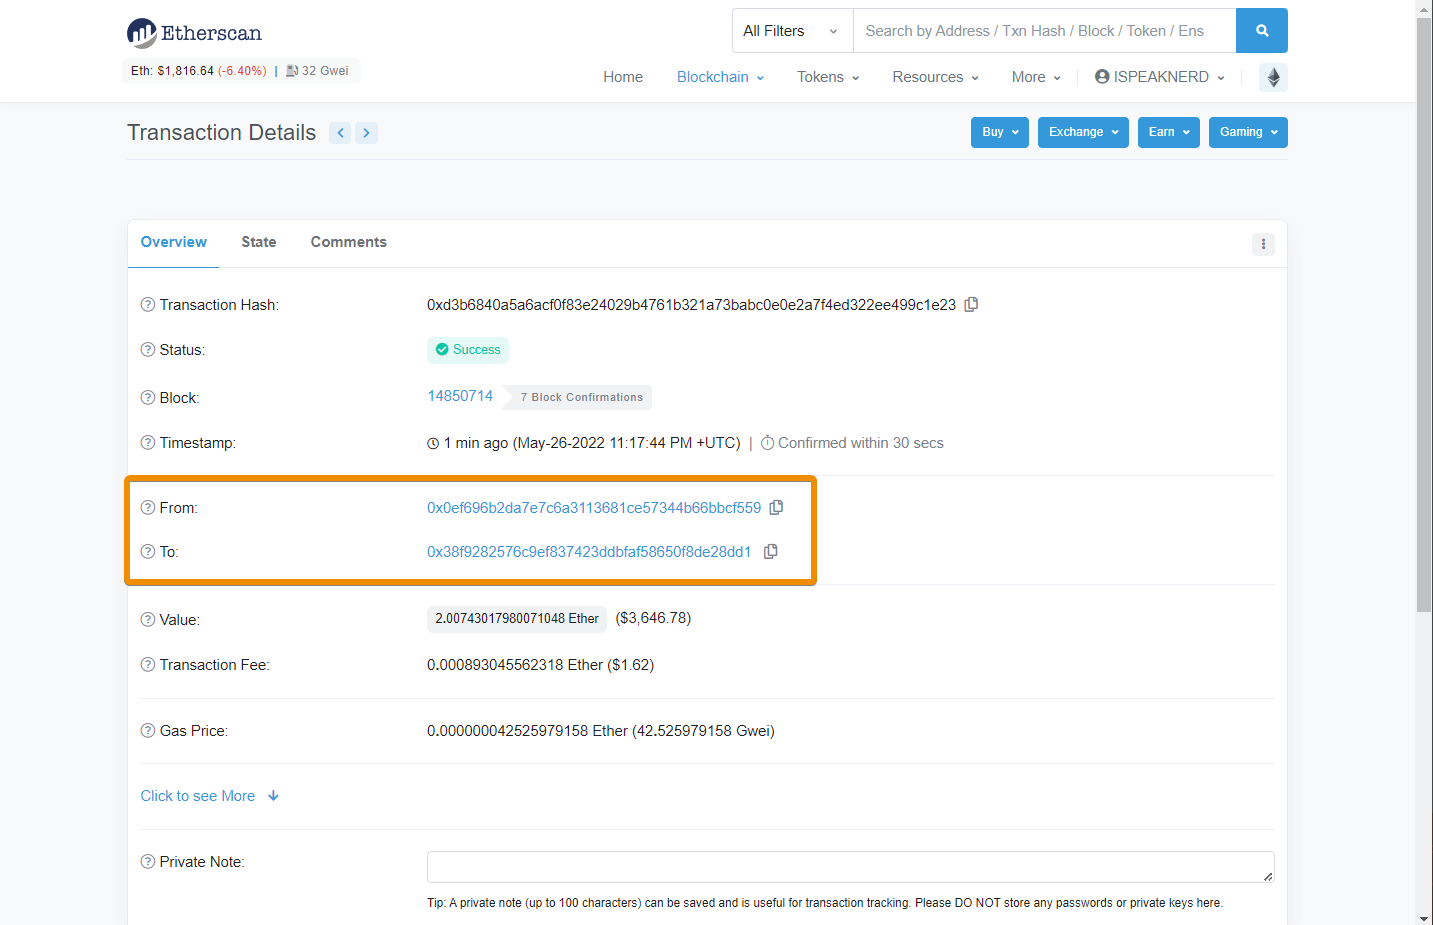 Etherscan
All Filters
Search by Address / Txn Hash / Block / Token / Ens
Eth: $1,816.64 (-6.40%) | 32 Gwei
Home Blockchain Tokens Resources More ISPEAKNERD
Transaction Details
Buy Exchange Earn Gaming
Overview State Comments
Transaction Hash: 0xd3b6840a5a6acf0f83e24029b4761b321a73babc0e0e2a7f4ed322ee499c1e23
Status: Success
Block: 14850714 7 Block Confirmations
Timestamp: 1 min ago (May-26-2022 11:17:44 PM +UTC) | Confirmed within 30 secs
From: 0x0ef696b2da7e7c6a3113681ce57344b66bbcf559
To: 0x38f9282576c9ef837423ddbfaf58650f8de28dd1
Value: 2.00743017980071048 Ether ($3,646.78)
Transaction Fee: 0.000893045562318 Ether ($1.62)
Gas Price: 0.000000042525979158 Ether (42.525979158 Gwei)
Click to see More
Private Note:
Tip: A private note (up to 100 characters) can be saved and is useful for transaction tracking. Please DO NOT store any passwords or private keys here.